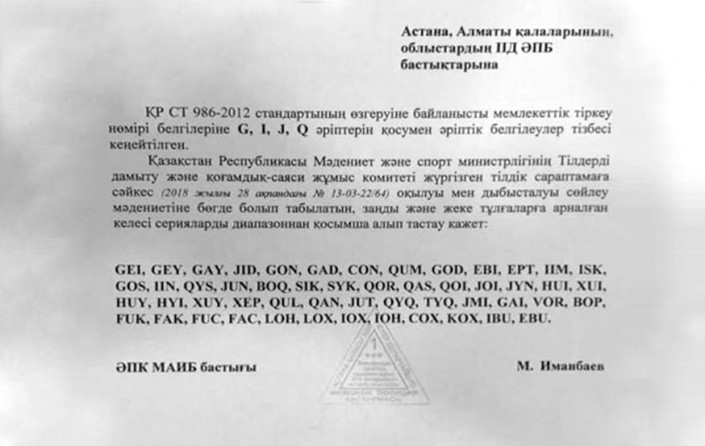 Астана, Алматы қалаларының,
облыстардың ІІД ӘПБ
бастықтарына
ҚР СТ 986-2012 стандартының өзгеруіне байланысты мемлекеттік тіркеу
нөмірі белгілеріне G, I, J, Q әріптерін қосумен әріптік белгілеулер тізбесі
кеңейтілген.
Қазақстан Республикасы Мәдениет және спорт министрлігінің Тілдерді
дамыту және қоғамдық-саяси жұмыс комитеті жүргізген тілдік сараптамаға
сәйкес (2018 жылғы 28 ақпандағы № 13-03-22/64) оқылуы мен дыбысталуы сөйлеу
мәдениетіне бөгде болып табылатын, заңды және жеке тұлғаларға арналған
келесі серияларды диапазоннан қосымша алып тастау қажет:
GEI, GEY, GAY, JID, GON, GAD, CON, QUM, GOD, EBI, EPT, IIM, ISK,
GOS, IIN, QYS, JUN, BOQ, SIK, SYK, QOR, QAS, QOI, JOI, JYN, HUI, XUI,
HUY, HYI, XUY, XEP, QUL, QAN, JUT, QYQ, TYQ, JMI, GAI, VOR, BOP,
FUK, FAK, FUC, FAC, LOH, LOX, IOX, IOH, COX, KOX, IBU, EBU.
ӘПК МАИБ бастығы М. Иманбаев
1